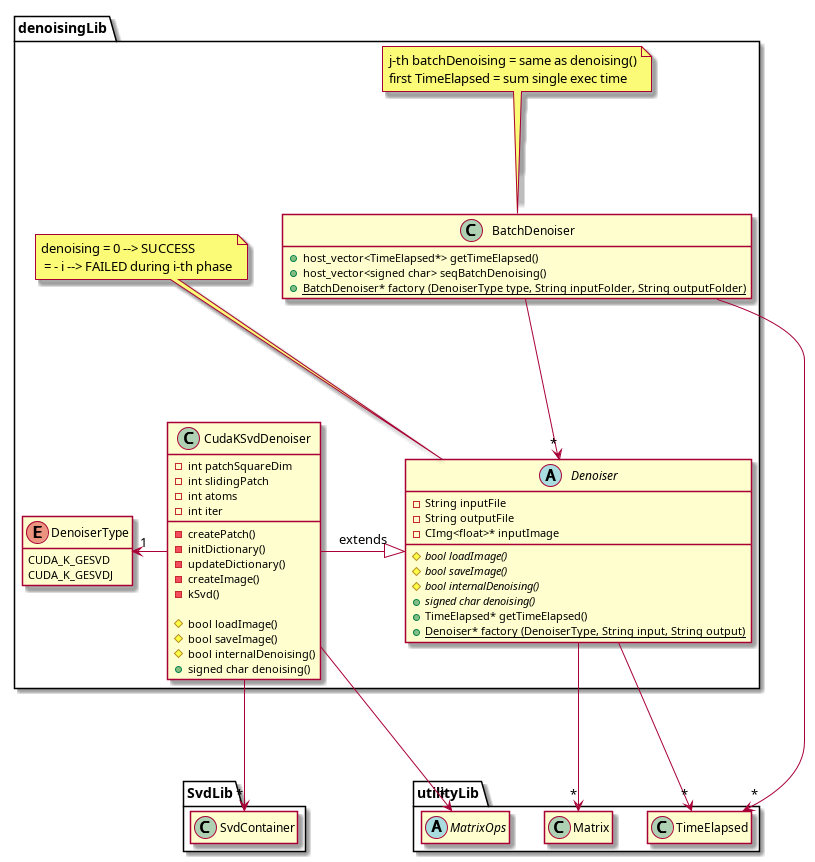 denoisingLib
j-th batchDenoising = same as denoising()
first TimeElapsed = sum single exec time
C BatchDenoiser
host_vector<TimeElapsed*> getTimeElapsed()
host_vector<signed char> seqBatchDenoising()
BatchDenoiser* factory (DenoiserType type, String inputFolder, String outputFolder)
denoising = 0 --> SUCCESS
= - i --> FAILED during i-th phase
C CudaKSvdDenoiser
int patchSquareDim
int slidingPatch
int atoms
int iter
createPatch()
initDictionary()
updateDictionary()
createImage()
kSvd()
bool loadImage()
bool saveImage()
bool internalDenoising()
signed char denoising()
E DenoiserType
CUDA_K_GESVD
CUDA_K_GESVDJ
1
extends
*
A Denoiser
String inputFile
String outputFile
CImg<float>* inputImage
bool loadImage()
bool saveImage()
bool internalDenoising()
signed char denoising()
TimeElapsed* getTimeElapsed()
Denoiser* factory (DenoiserType, String input, String output)
SvdLib
*
C SvdContainer
utilityLib
*
*
*
*
A MatrixOps
C Matrix
C TimeElapsed